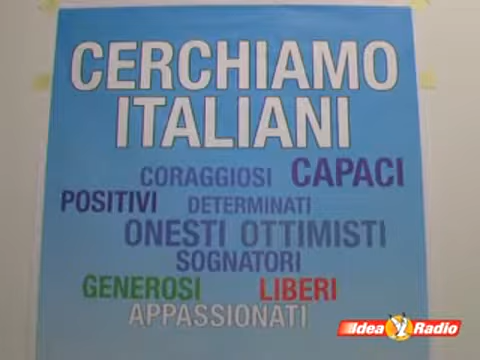 CERCHIAMO
ITALIANI
CORAGGIOSI CAPACI
POSITIVI DETERMINATI
ONESTI OTTIMISTI
SOGNATORI
GENEROSI LIBERI
APPASSIONATI
Idea Radio